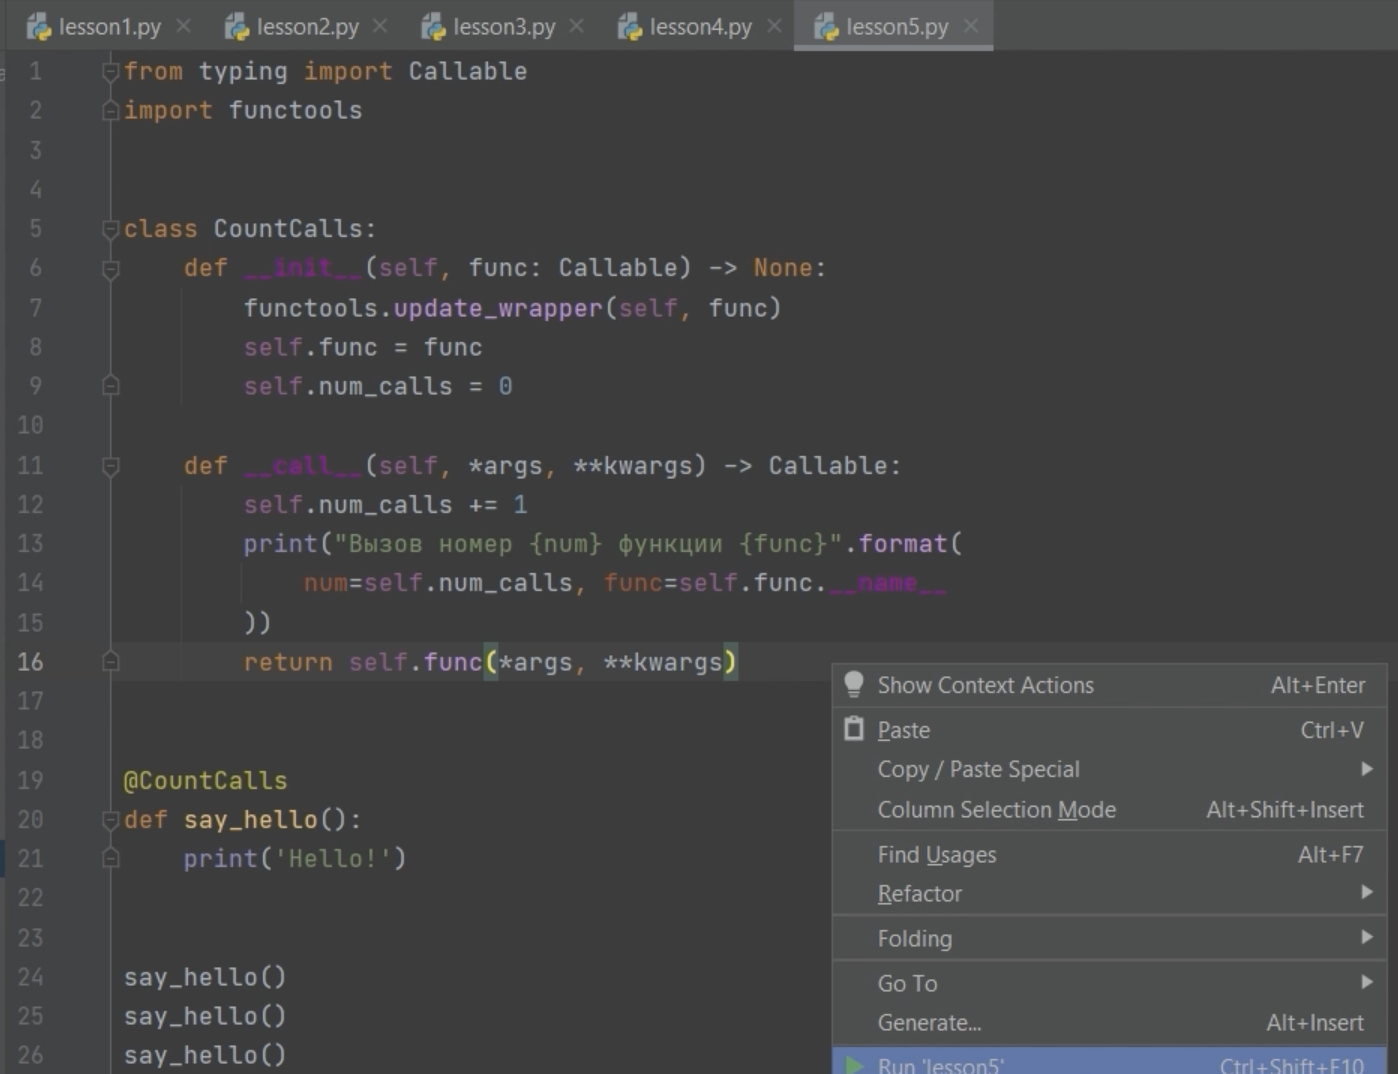 lesson1.py lesson2.py lesson3.py lesson4.py lesson5.py
1 from typing import Callable
2 import functools
3
4
5 class CountCalls:
6 def __init__(self, func: Callable) -> None:
7 functools.update_wrapper(self, func)
8 self.func = func
9 self.num_calls = 0
10
11 def __call__(self, *args, **kwargs) -> Callable:
12 self.num_calls += 1
13 print("Вызов номер {num} функции {func}".format(
14 num=self.num_calls, func=self.func.__name__
15 ))
16 return self.func(*args, **kwargs)
17
18
19 @CountCalls
20 def say_hello():
21 print('Hello!')
22
23
24 say_hello()
25 say_hello()
26 say_hello()
Show Context Actions Alt+Enter
Paste Ctrl+V
Copy / Paste Special
Column Selection Mode Alt+Shift+Insert
Find Usages Alt+F7
Refactor
Folding
Go To
Generate... Alt+Insert
Run 'lesson5' Ctrl+Shift+F10